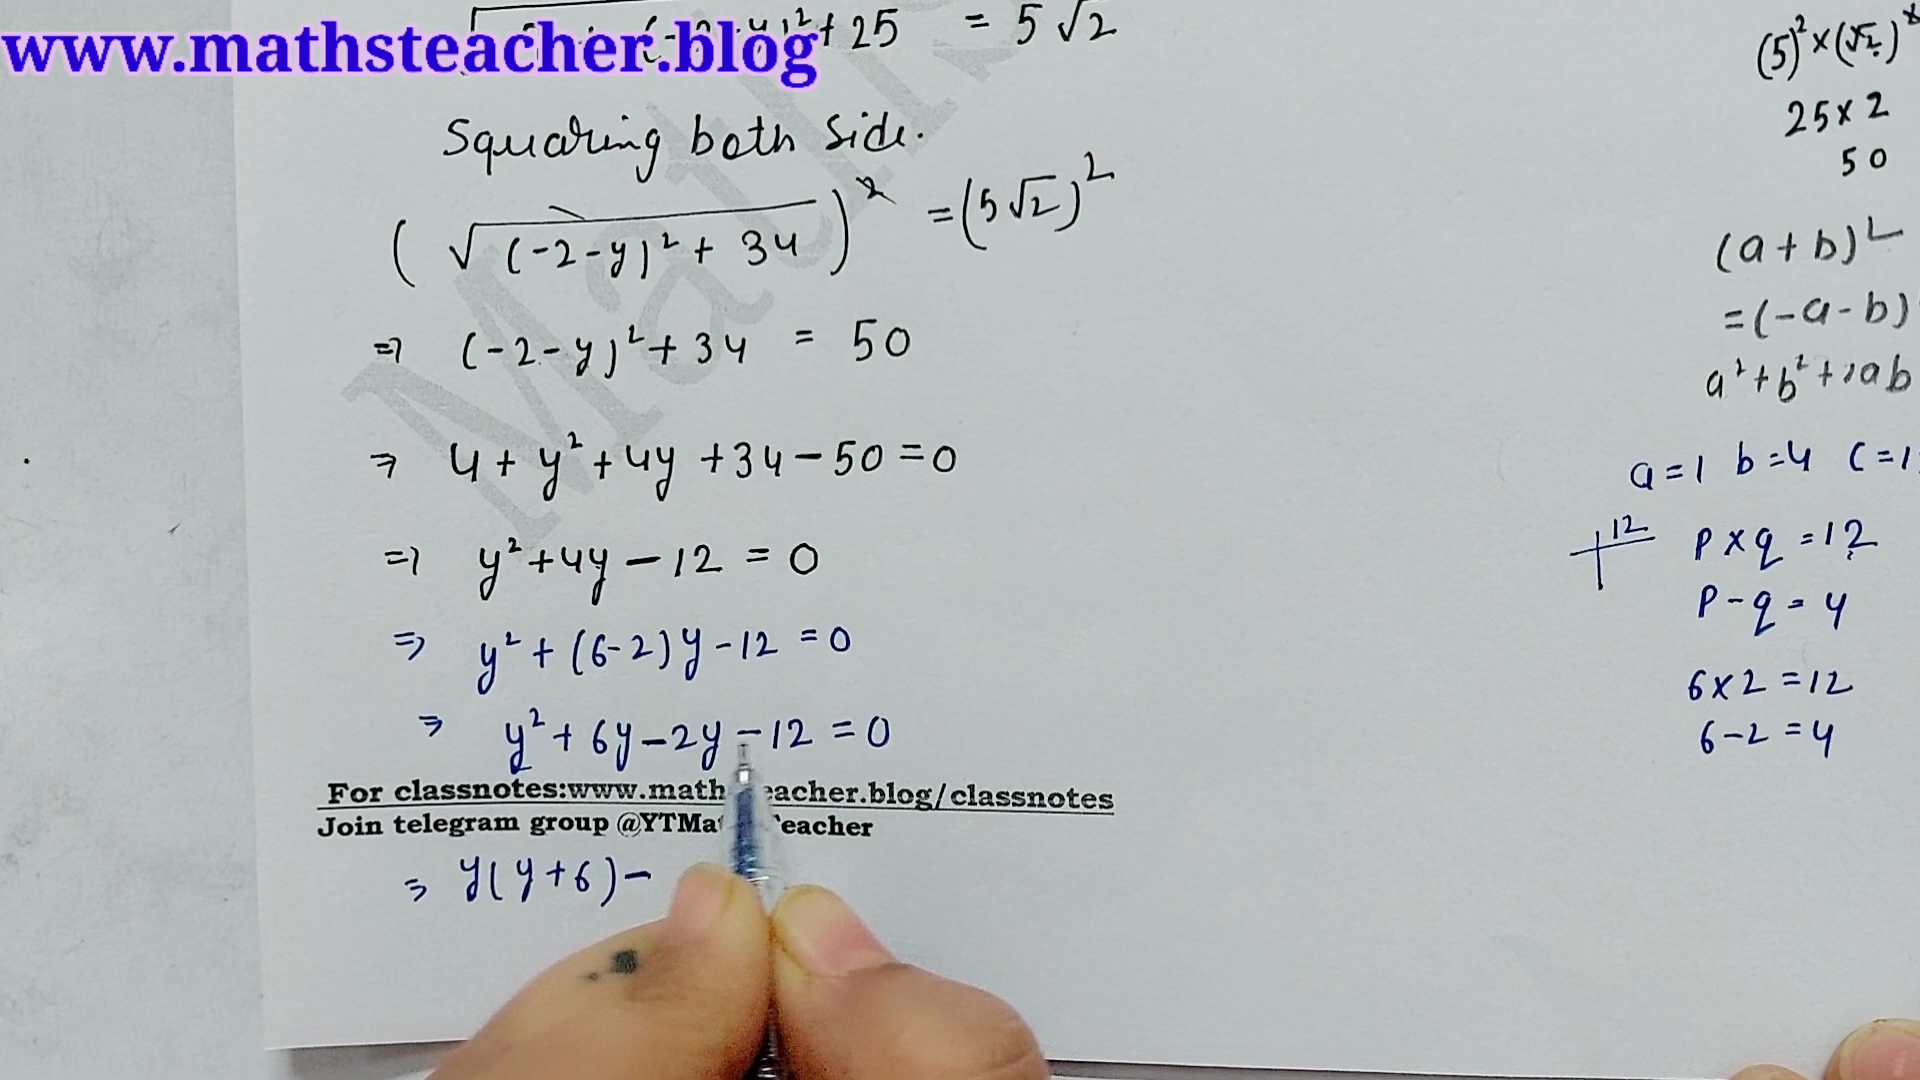 (-2-y)²+25 = 5√2
www.mathsteacher.blog
Squaring both side.
(√(-2-y)²+ 34)² =(5√2)²
⇒ (-2-y)²+34 = 50
⇒ 4+y²+4y+34-50=0
⇒ y²+4y-12=0
⇒ y²+(6-2)y-12=0
⇒ y²+6y-2y-12=0
For classnotes:www.math eacher.blog/classnotes
Join telegram group @YTMa eacher
⇒ y(y+6)-
(5)²×(√2)²
25×2
50
(a+b)²
=(-a-b)
a²+b²+2ab
a=1 b=4 c=1
12 p×q=12
p-q=4
6×2=12
6-2=4